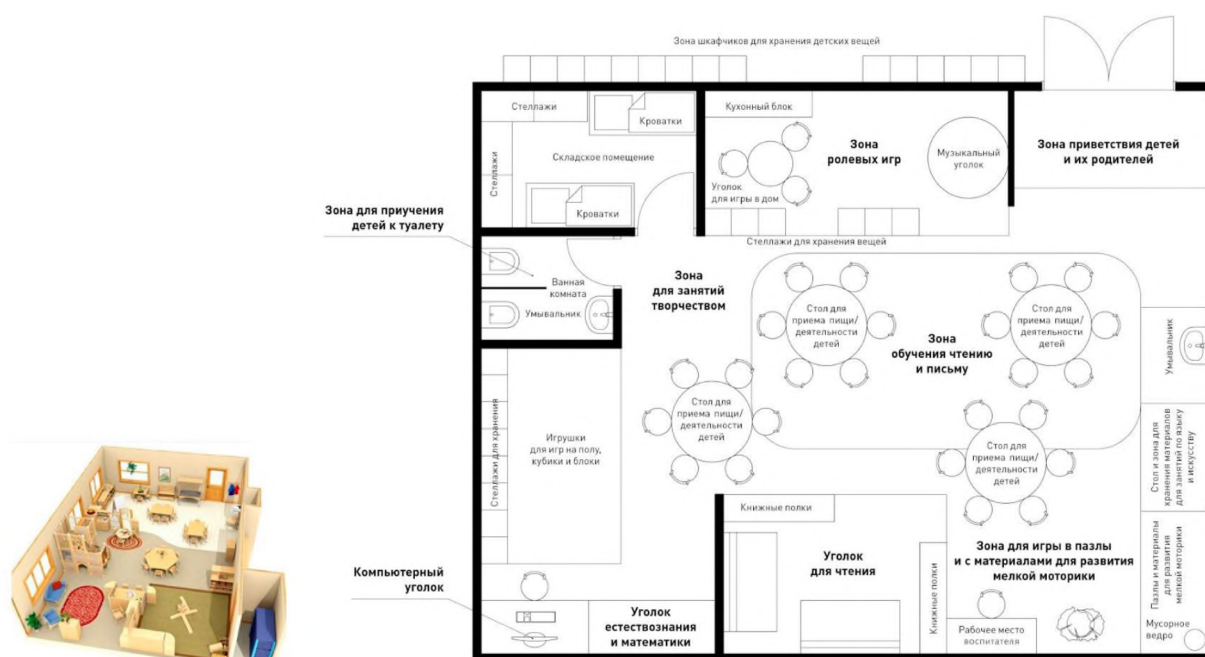 Зона шкафчиков для хранения детских вещей
Стеллажи
Кроватки
Стеллажи
Складское помещение
Кроватки
Кухонный блок
Зона
ролевых игр
Музыкальный
уголок
Уголок
для игры в дом
Зона приветствия детей
и их родителей
Стеллажи для хранения вещей
Зона для приучения
детей к туалету
Ванная
комната
Умывальник
Зона
для занятий
творчеством
Стол для
приема пищи/
деятельности
детей
Стол для
приема пищи/
деятельности
детей
Зона
обучения чтению
и письму
Умывальник
Стол для
приема пищи/
деятельности
детей
Стол для
приема пищи/
деятельности
детей
Стеллажи для хранения
Игрушки
для игр на полу,
кубики и блоки
Стол и зона для
хранения материалов
для занятий по языку
и искусству
Книжные полки
Уголок
для чтения
Книжные полки
Зона для игры в пазлы
и с материалами для развития
мелкой моторики
Пазлы и материалы
для развития
мелкой моторики
Компьютерный
уголок
Уголок
естествознания
и математики
Рабочее место
воспитателя
Мусорное
ведро